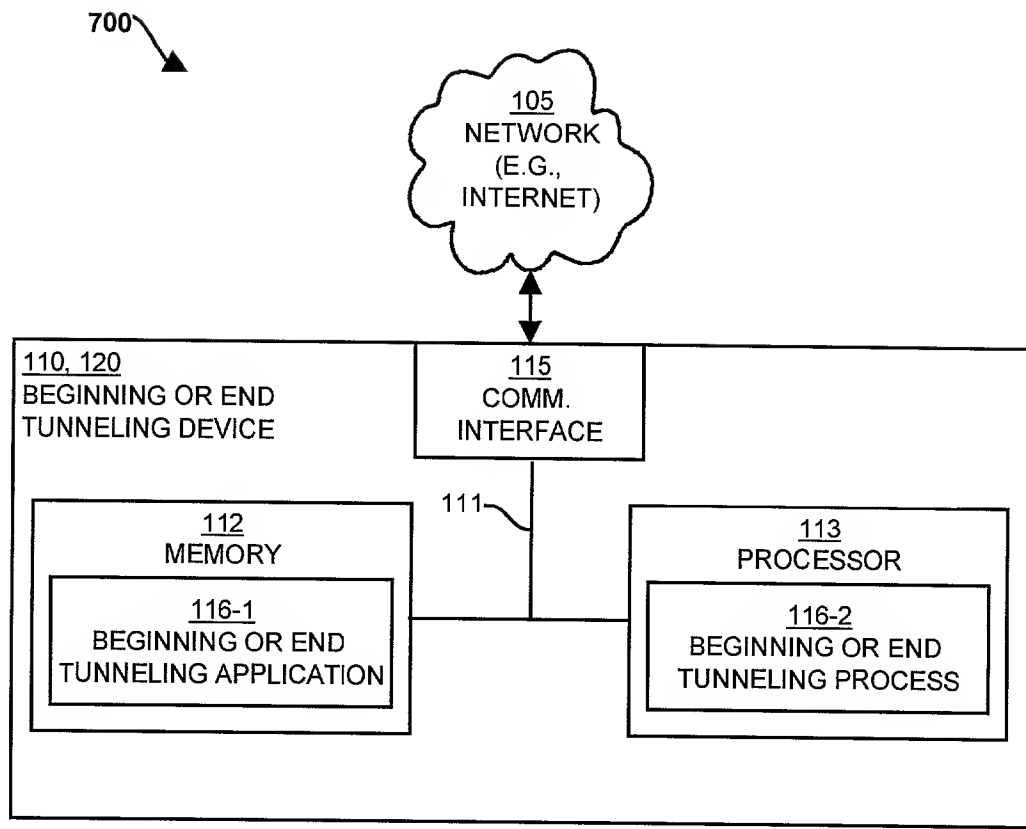 700
105
NETWORK
(E.G.,
INTERNET)
110, 120
BEGINNING OR END
TUNNELING DEVICE
115
COMM.
INTERFACE
111
112
MEMORY
116-1
BEGINNING OR END
TUNNELING APPLICATION
113
PROCESSOR
116-2
BEGINNING OR END
TUNNELING PROCESS